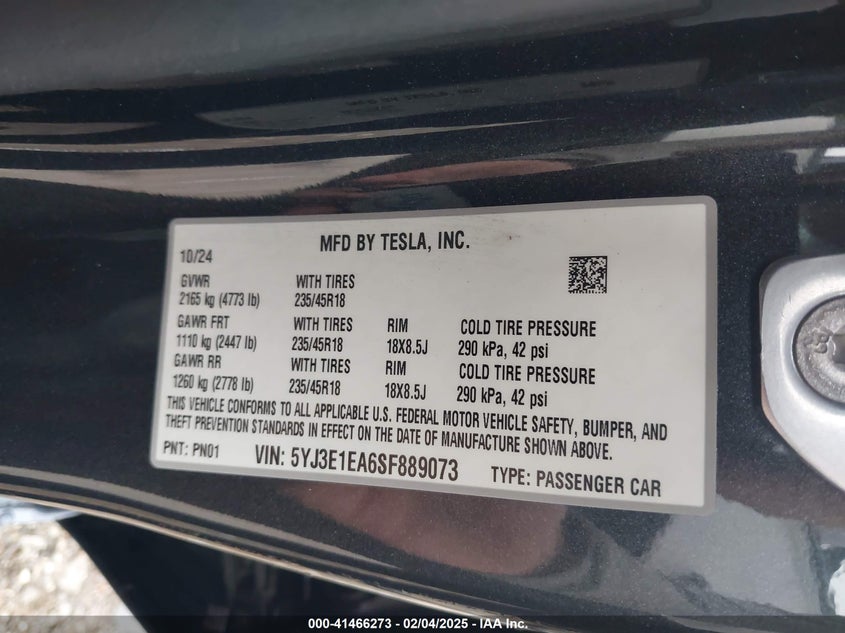 MFD BY TESLA, INC.
10/24
GVWR WITH TIRES
2165 kg (4773 lb) 235/45R18
GAWR FRT WITH TIRES RIM COLD TIRE PRESSURE
1110 kg (2447 lb) 235/45R18 18X8.5J 290 kPa, 42 psi
GAWR RR WITH TIRES RIM COLD TIRE PRESSURE
1260 kg (2778 lb) 235/45R18 18X8.5J 290 kPa, 42 psi
THIS VEHICLE CONFORMS TO ALL APPLICABLE U.S. FEDERAL MOTOR VEHICLE SAFETY, BUMPER, AND
THEFT PREVENTION STANDARDS IN EFFECT ON THE DATE OF MANUFACTURE SHOWN ABOVE.
PNT: PN01 VIN: 5YJ3E1EA6SF889073 TYPE: PASSENGER CAR
000-41466273 - 02/04/2025 - IAA Inc.